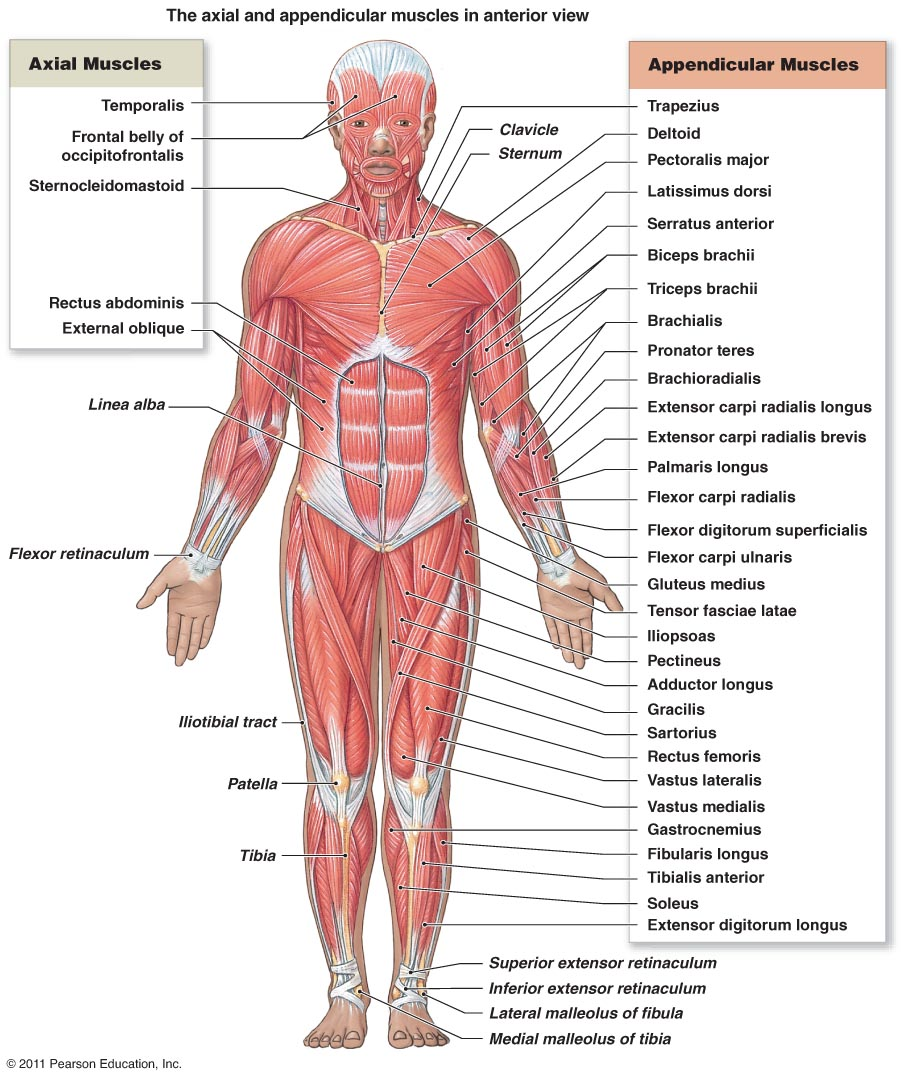 The axial and appendicular muscles in anterior view
Axial Muscles
Temporalis
Frontal belly of
occipitofrontalis
Sternocleidomastoid
Rectus abdominis
External oblique
Linea alba
Flexor retinaculum
Iliotibial tract
Patella
Tibia
Clavicle
Sternum
Appendicular Muscles
Trapezius
Deltoid
Pectoralis major
Latissimus dorsi
Serratus anterior
Biceps brachii
Triceps brachii
Brachialis
Pronator teres
Brachioradialis
Extensor carpi radialis longus
Extensor carpi radialis brevis
Palmaris longus
Flexor carpi radialis
Flexor digitorum superficialis
Flexor carpi ulnaris
Gluteus medius
Tensor fasciae latae
Iliopsoas
Pectineus
Adductor longus
Gracilis
Sartorius
Rectus femoris
Vastus lateralis
Vastus medialis
Gastrocnemius
Fibularis longus
Tibialis anterior
Soleus
Extensor digitorum longus
Superior extensor retinaculum
Inferior extensor retinaculum
Lateral malleolus of fibula
Medial malleolus of tibia
© 2011 Pearson Education, Inc.